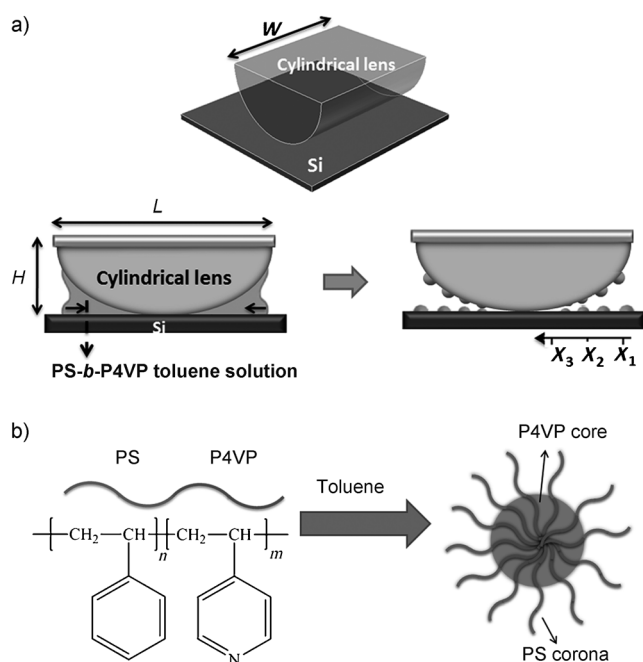 a)
W
Cylindrical lens
Si
L
H
Cylindrical lens
Si
PS-b-P4VP toluene solution
X3 X2 X1
b)
PS P4VP
Toluene
CH2 CH n CH2 CH m
N
P4VP core
PS corona